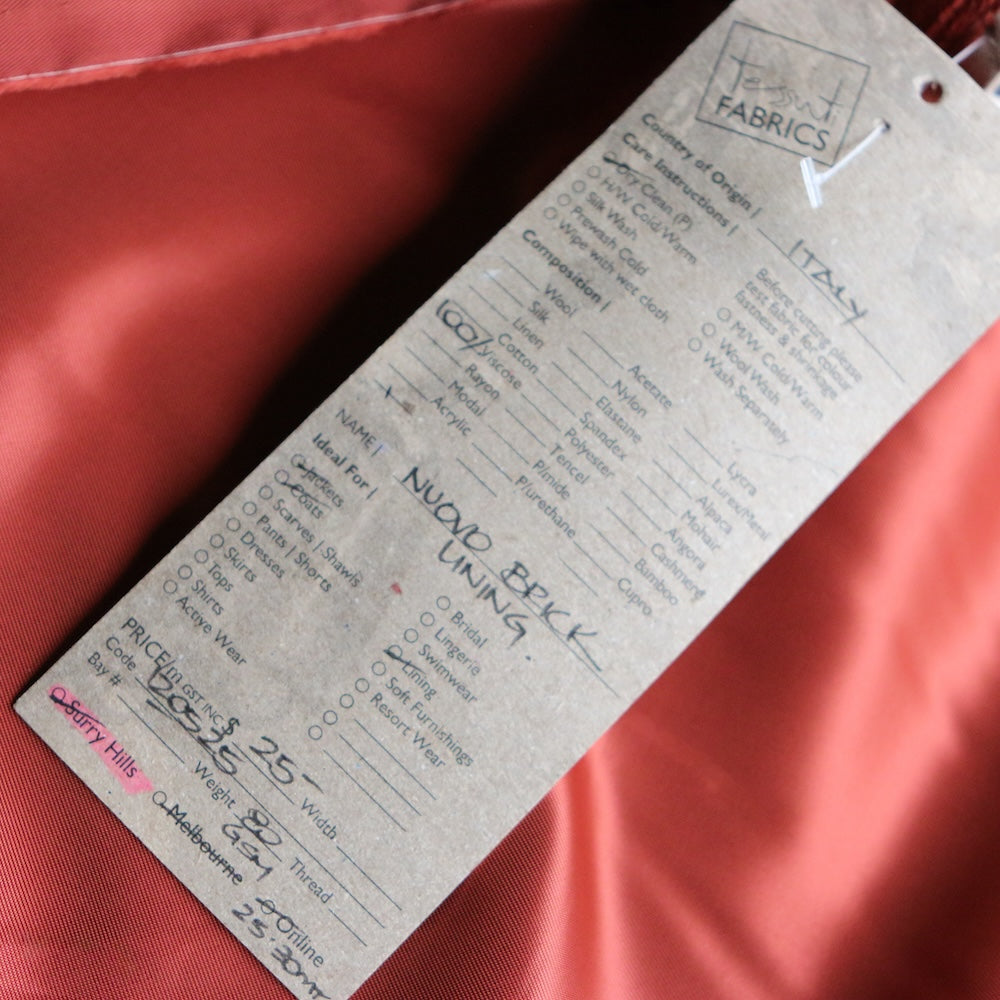 Tessuti
FABRICS
Country of Origin | ITALY
Care Instructions |
Dry Clean (P)
H/W Cold/Warm
Silk Wash
Prewash Cold
Wipe with wet cloth
Before cutting please
test fabric for colour
fastness & shrinkage.
M/W Cold/Warm
Wool Wash
Wash Separately
Composition |
Wool
Silk
Linen
Cotton
100% Viscose
Rayon
Modal
Acrylic
Acetate
Nylon
Elastane
Spandex
Polyester
Tencel
P/mide
P/urethane
Lycra
Lurex/Metal
Alpaca
Mohair
Angora
Cashmere
Bamboo
Cupro
NAME | NUOVO BRICK
LINING.
Ideal For |
Jackets
Coats
Scarves | Shawls
Pants | Shorts
Dresses
Skirts
Tops
Shirts
Active Wear
Bridal
Lingerie
Swimwear
Lining
Soft Furnishings
Resort Wear
PRICE/m GST INC $ 25-
Code 120525 Width
Bay # Weight 80 GSM Thread
Surry Hills Melbourne Online